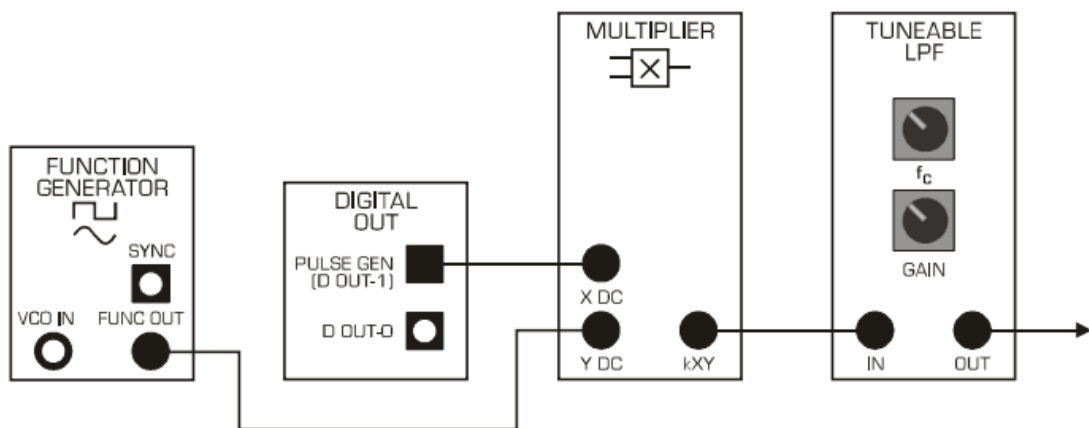 FUNCTION
GENERATOR
SYNC
VCO IN
FUNC OUT
DIGITAL
OUT
PULSE GEN
(D OUT-1)
D OUT-0
MULTIPLIER
X
X DC
Y DC
kXY
TUNEABLE
LPF
fC
GAIN
IN
OUT